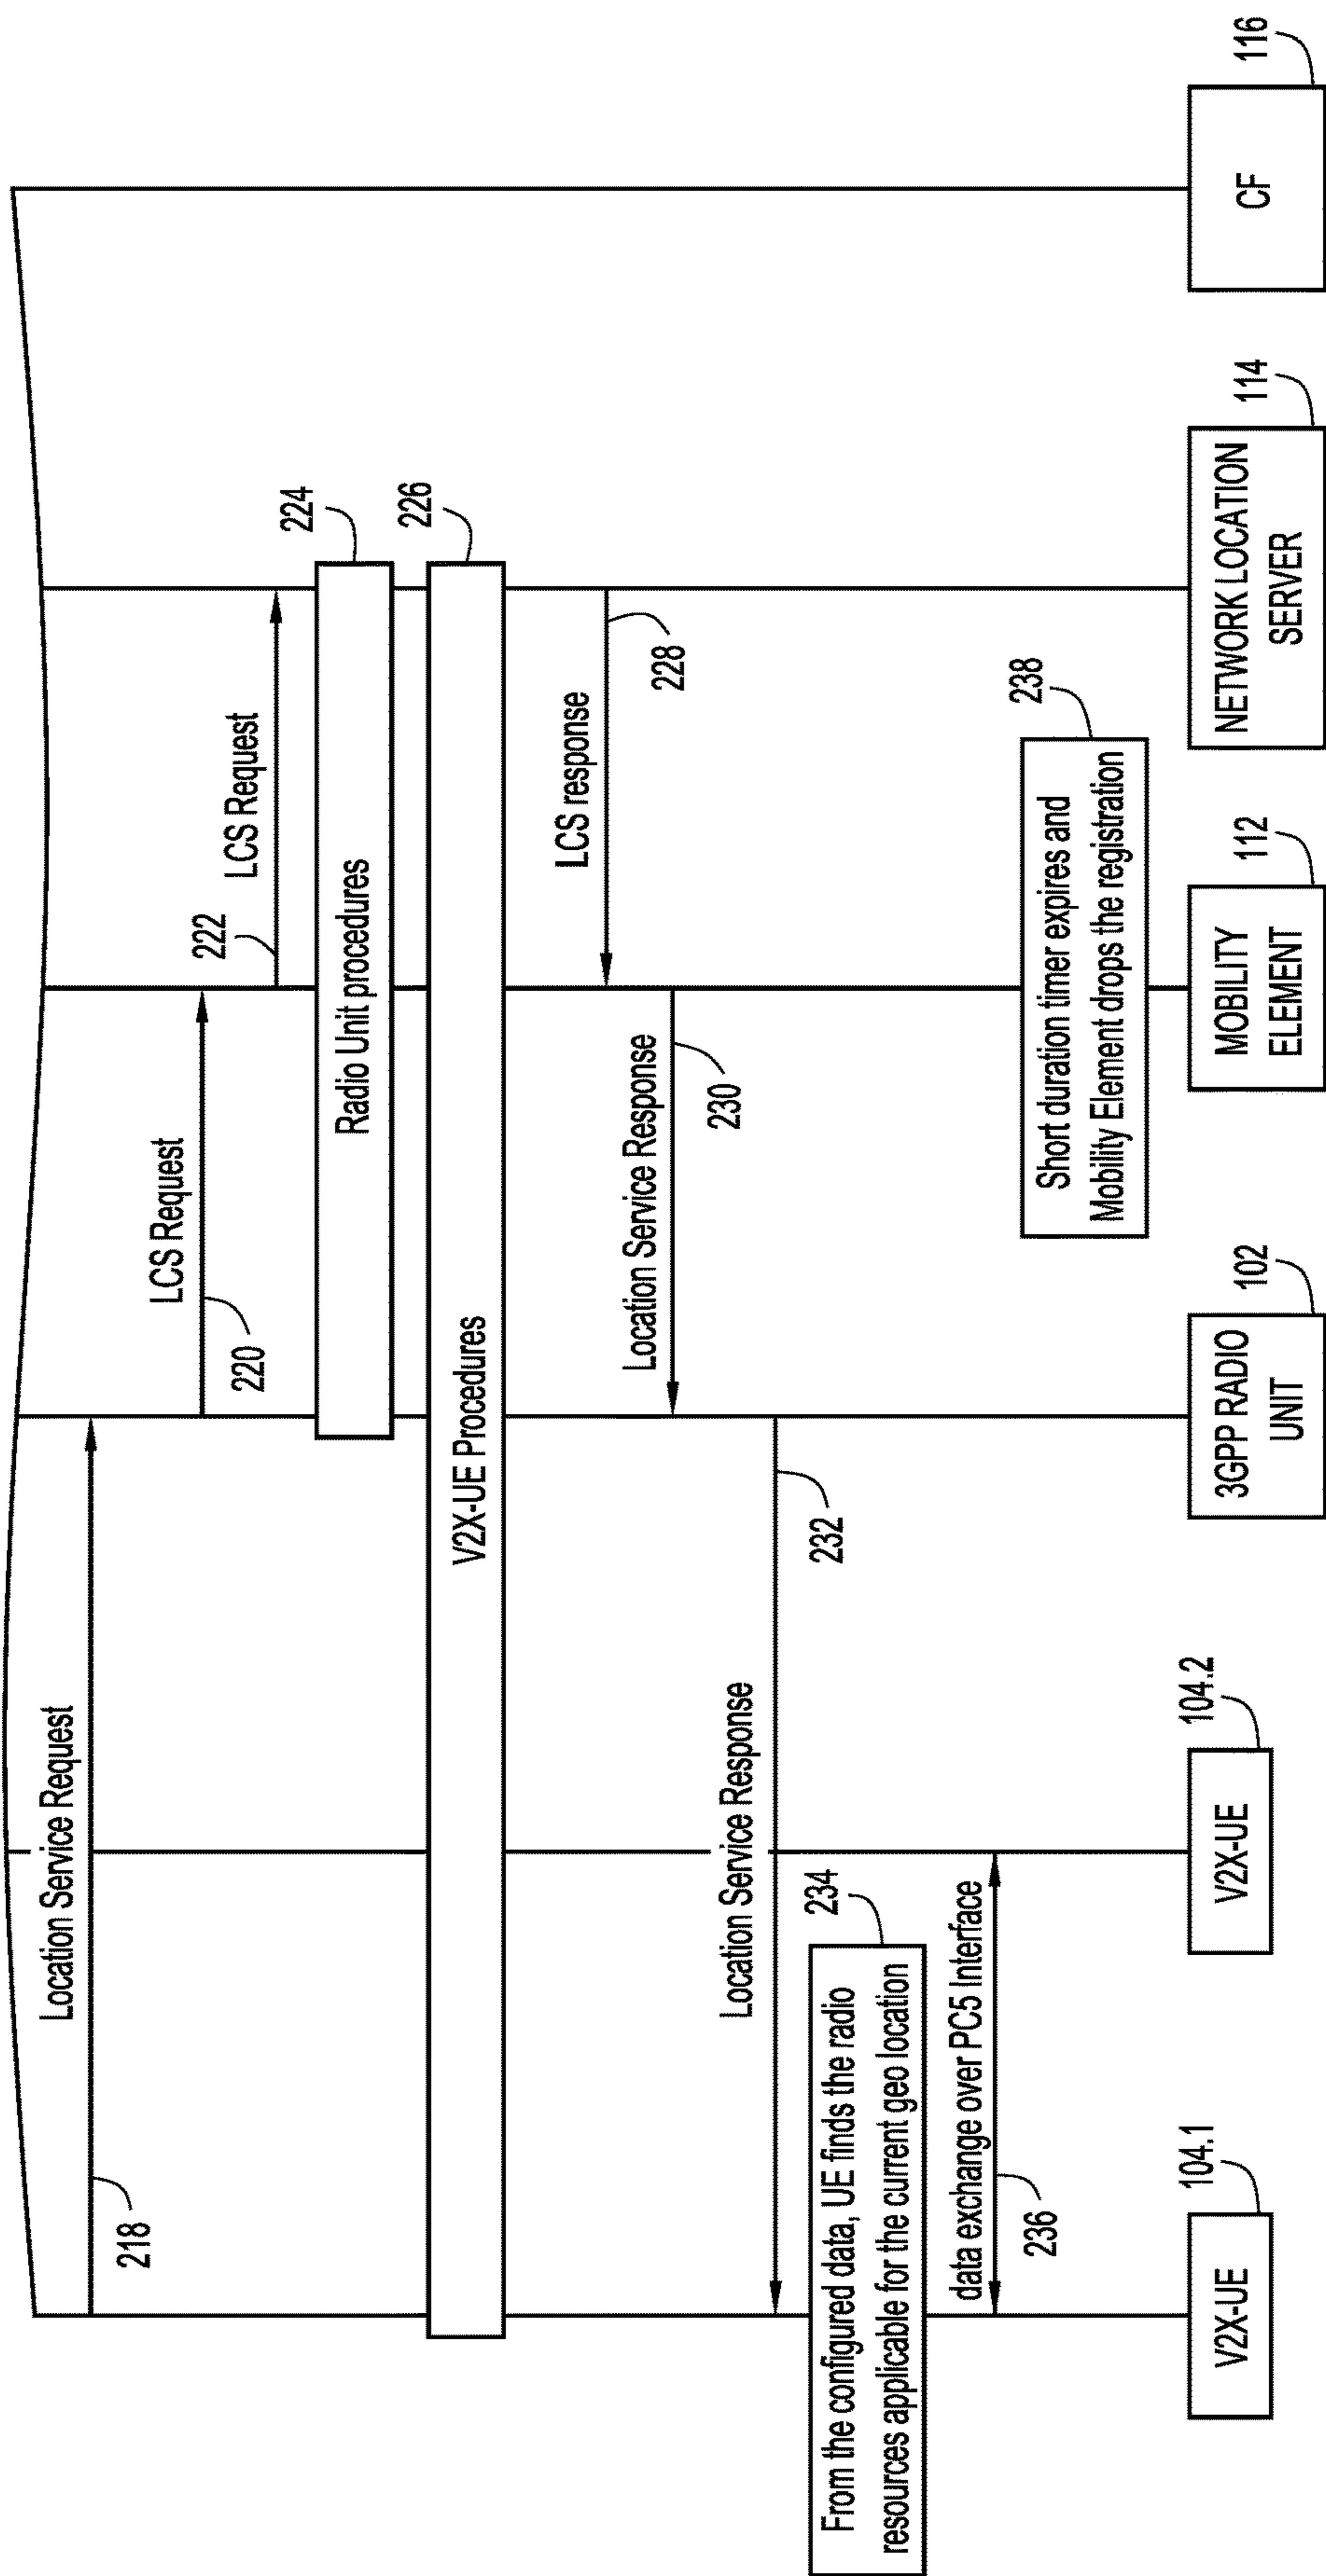 Location Service Request
218
LCS Request
220
222
LCS Request
Radio Unit procedures
224
V2X-UE Procedures
226
LCS response
228
Location Service Response
230
Location Service Response
232
234
From the configured data, UE finds the radio
resources applicable for the current geo location
data exchange over PC5 Interface
236
238
Short duration timer expires and
Mobility Element drops the registration
104.1
V2X-UE
104.2
V2X-UE
102
3GPP RADIO
UNIT
112
MOBILITY
ELEMENT
114
NETWORK LOCATION
SERVER
116
CF